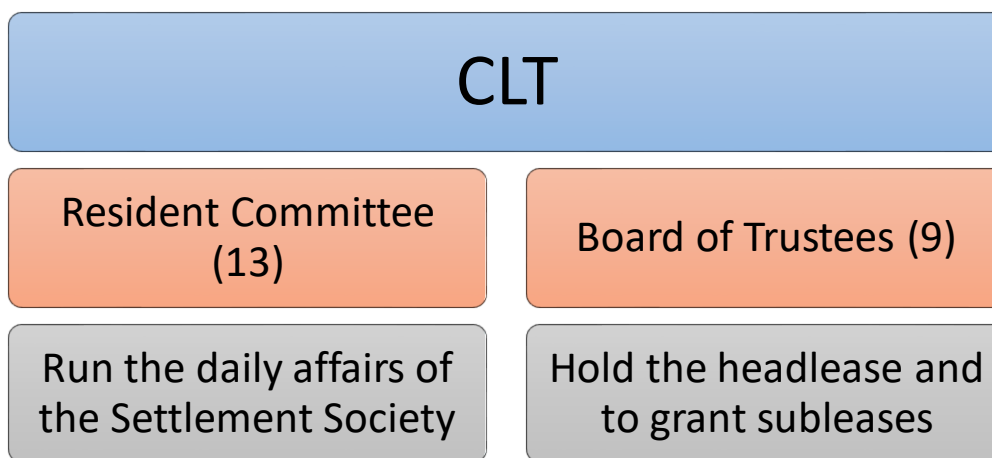 CLT
Resident Committee
(13)
Board of Trustees (9)
Run the daily affairs of
the Settlement Society
Hold the headlease and
to grant subleases